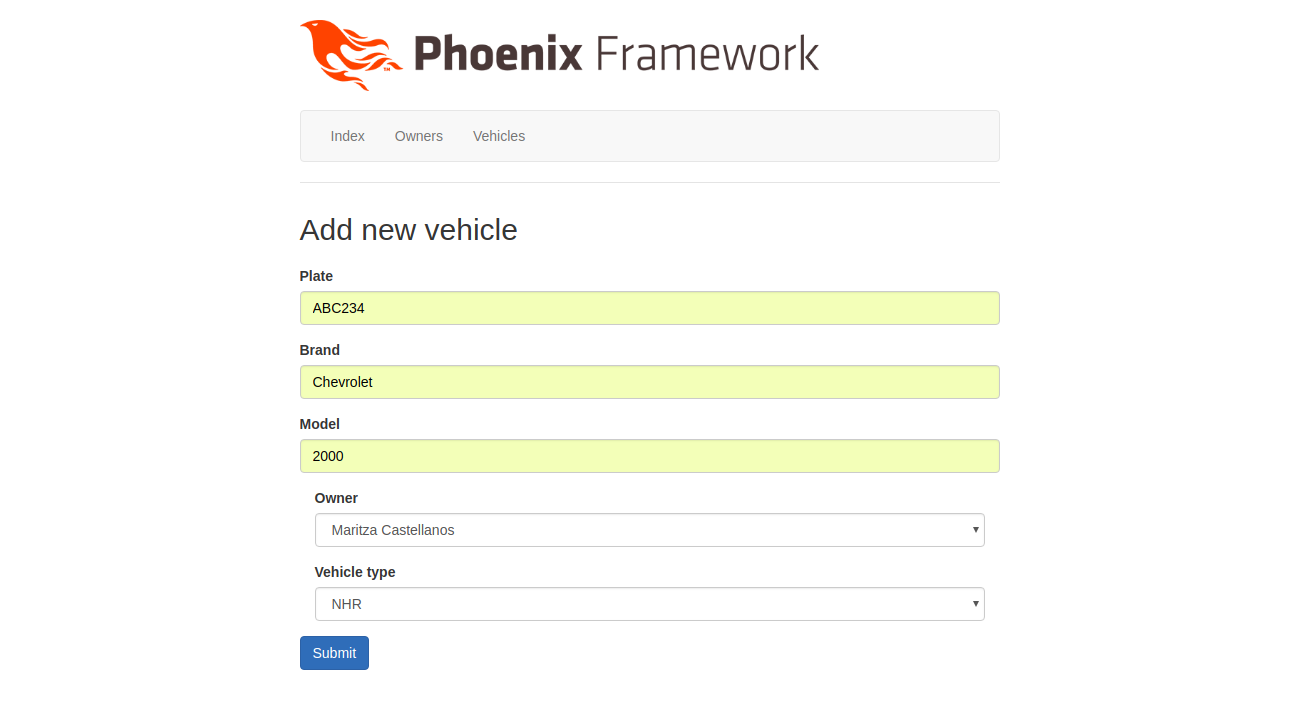 Phoenix Framework
Index Owners Vehicles
Add new vehicle
Plate
ABC234
Brand
Chevrolet
Model
2000
Owner
Maritza Castellanos
Vehicle type
NHR
Submit